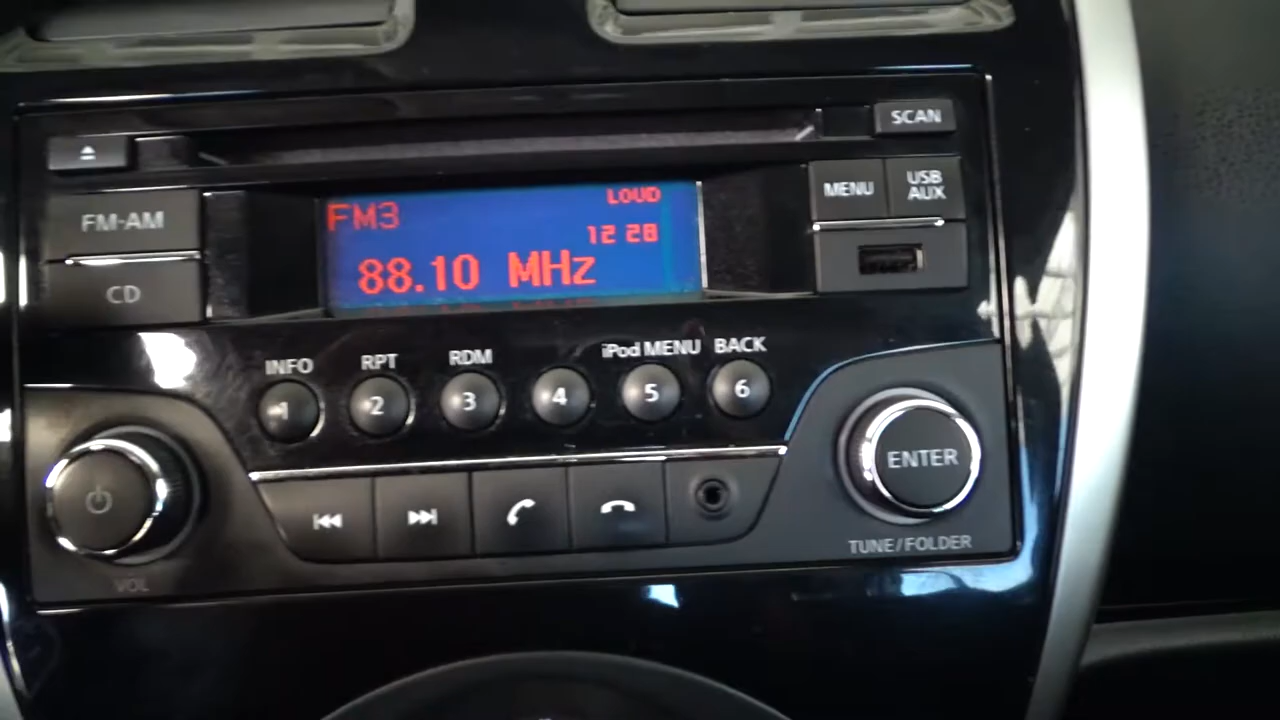 SCAN
MENU
USB
AUX
FM-AM
CD
LOUD
FM3
12 28
88.10 MHz
INFO RPT RDM iPod MENU BACK
1 2 3 4 5 6
ENTER
VOL
TUNE/FOLDER